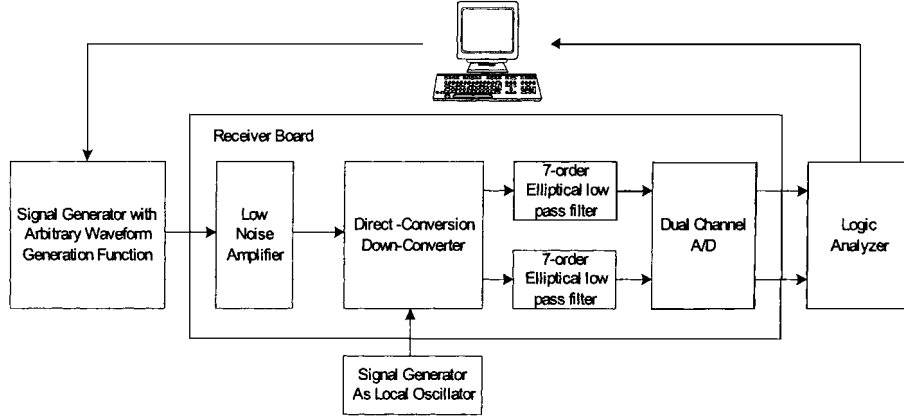 Receiver Board
Signal Generator with
Arbitrary Waveform
Generation Function
Low
Noise
Amplifier
Direct -Conversion
Down-Converter
7-order
Elliptical low
pass filter
7-order
Elliptical low
pass filter
Dual Channel
A/D
Logic
Analyzer
Signal Generator
As Local Oscillator